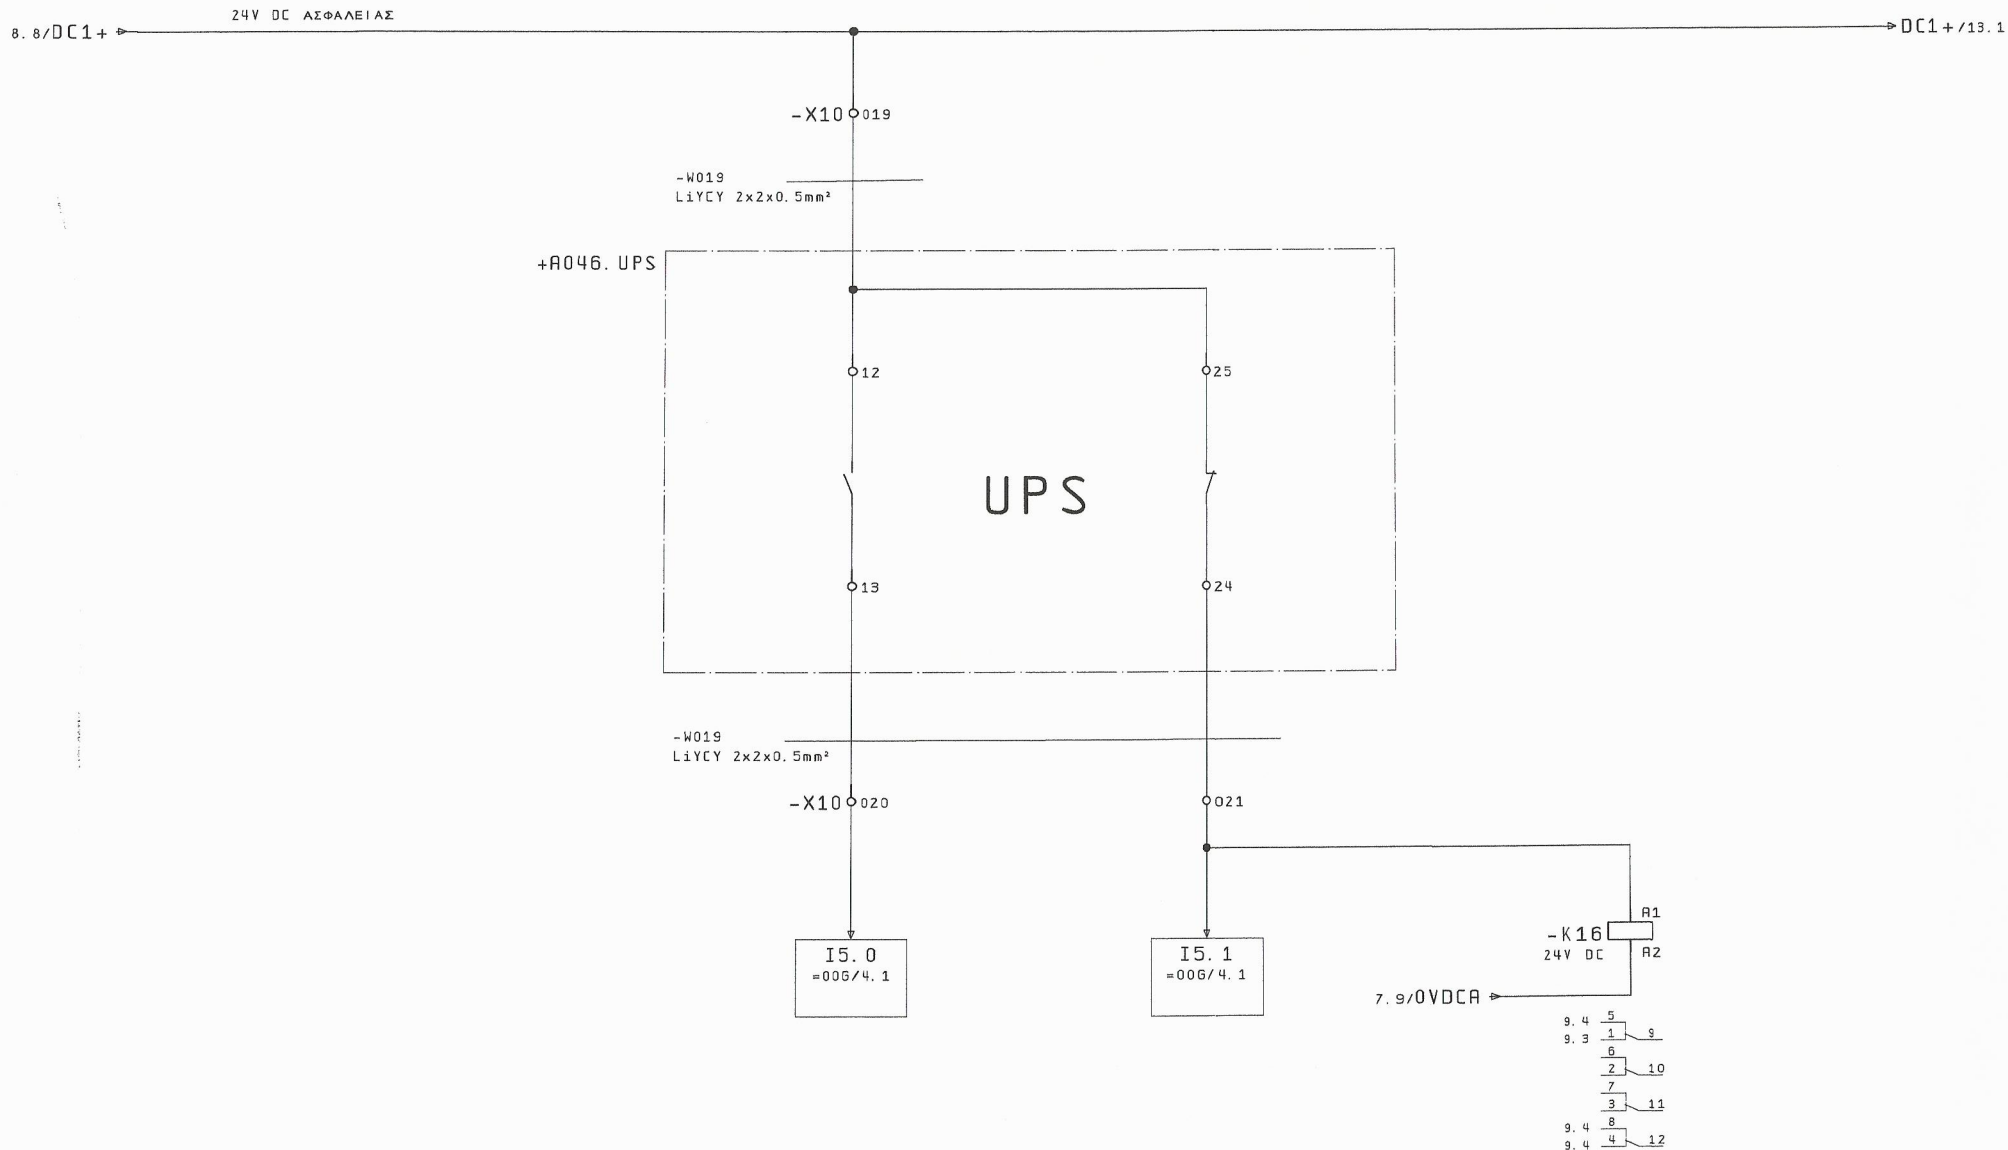 24V DC ΑΣΦΑΛΕΙΑΣ
8.8/DC1+
DC1+/13.1
-X10 019
-W019
LiYCY 2x2x0.5mm²
+A046.UPS
12
25
UPS
13
24
-W019
LiYCY 2x2x0.5mm²
-X10 020
021
I5.0
=00G/4.1
I5.1
=00G/4.1
A1
-K16
24V DC
A2
7.9/0VDCA
9.4 5
9.3 1 9
6
2 10
7
3 11
9.4 8
9.4 4 12